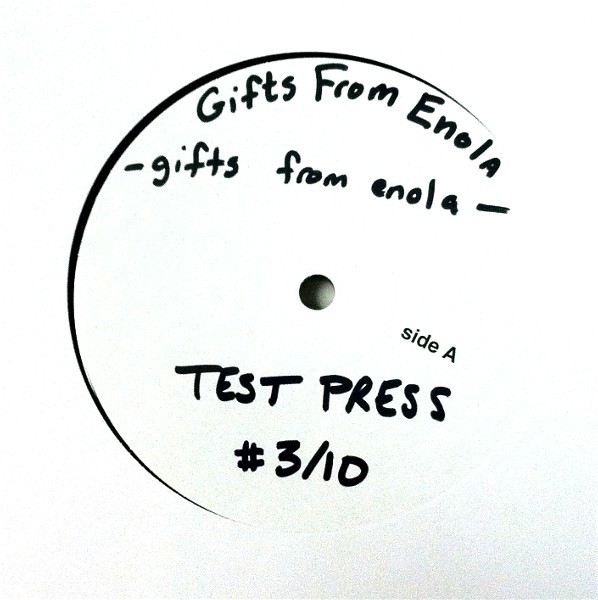 Gifts From Enola
- gifts from enola -
side A
TEST PRESS
# 3/10